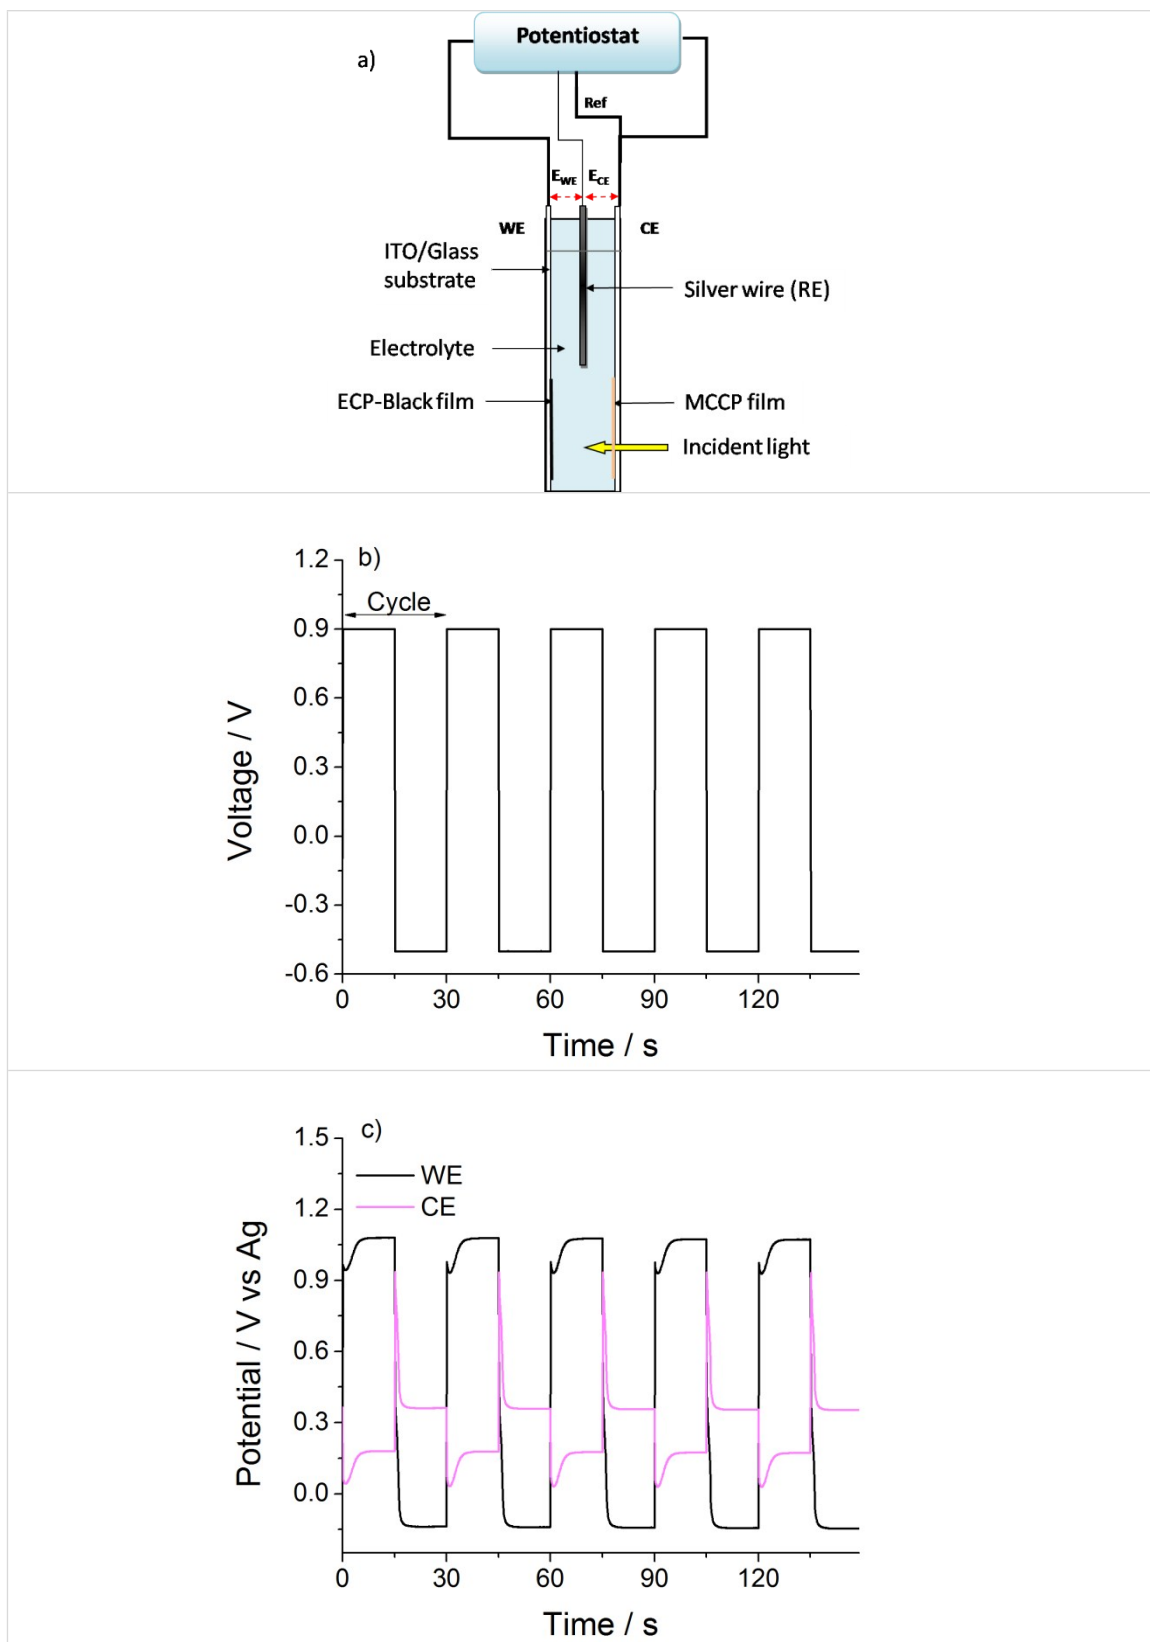 Potentiostat
a)
Ref
EWE ECE
WE CE
ITO/Glass
substrate
Silver wire (RE)
Electrolyte
ECP-Black film
MCCP film
Incident light
b)
Cycle
1.2
0.9
0.6
0.3
0.0
-0.3
-0.6
Voltage / V
0 30 60 90 120
Time / s
c)
WE
CE
1.5
1.2
0.9
0.6
0.3
0.0
Potential / V vs Ag
0 30 60 90 120
Time / s